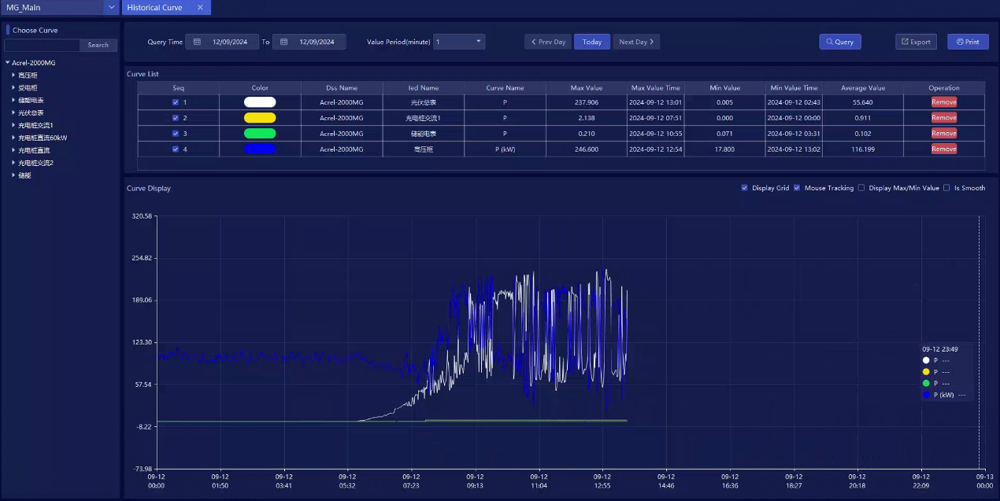 MG_Main
Historical Curve
Choose Curve
Search
Acrel-2000MG
高压柜
受电柜
储能电表
光伏总表
充电桩交流1
充电桩直流60kW
充电桩直流
充电桩交流2
储能
Query Time 12/09/2024 To 12/09/2024 Value Period(minute) 1 Prev Day Today Next Day Query Export Print
Curve List
Seq Color Dss Name Ied Name Curve Name Max Value Max Value Time Min Value Min Value Time Average Value Operation
1 Acrel-2000MG 光伏总表 P 237.906 2024-09-12 13:01 0.005 2024-09-12 02:43 55.640 Remove
2 Acrel-2000MG 充电桩交流1 P 2.138 2024-09-12 07:51 0.000 2024-09-12 00:00 0.911 Remove
3 Acrel-2000MG 储能电表 P 0.210 2024-09-12 10:55 0.071 2024-09-12 03:31 0.102 Remove
4 Acrel-2000MG 高压柜 P (kW) 246.600 2024-09-12 12:54 17.800 2024-09-12 13:02 116.199 Remove
Curve Display
Display Grid Mouse Tracking Display Max/Min Value Is Smooth
320.58
254.82
189.06
123.30
57.54
-8.22
-73.98
09-12 23:49
P ---
P ---
P ---
P (kW) ---
09-12 09-12 09-12 09-12 09-12 09-12 09-12 09-12 09-12 09-12 09-12 09-12 09-12 09-13
00:00 01:50 03:41 05:32 07:23 09:13 11:04 12:55 14:46 16:36 18:27 20:18 22:09 00:00